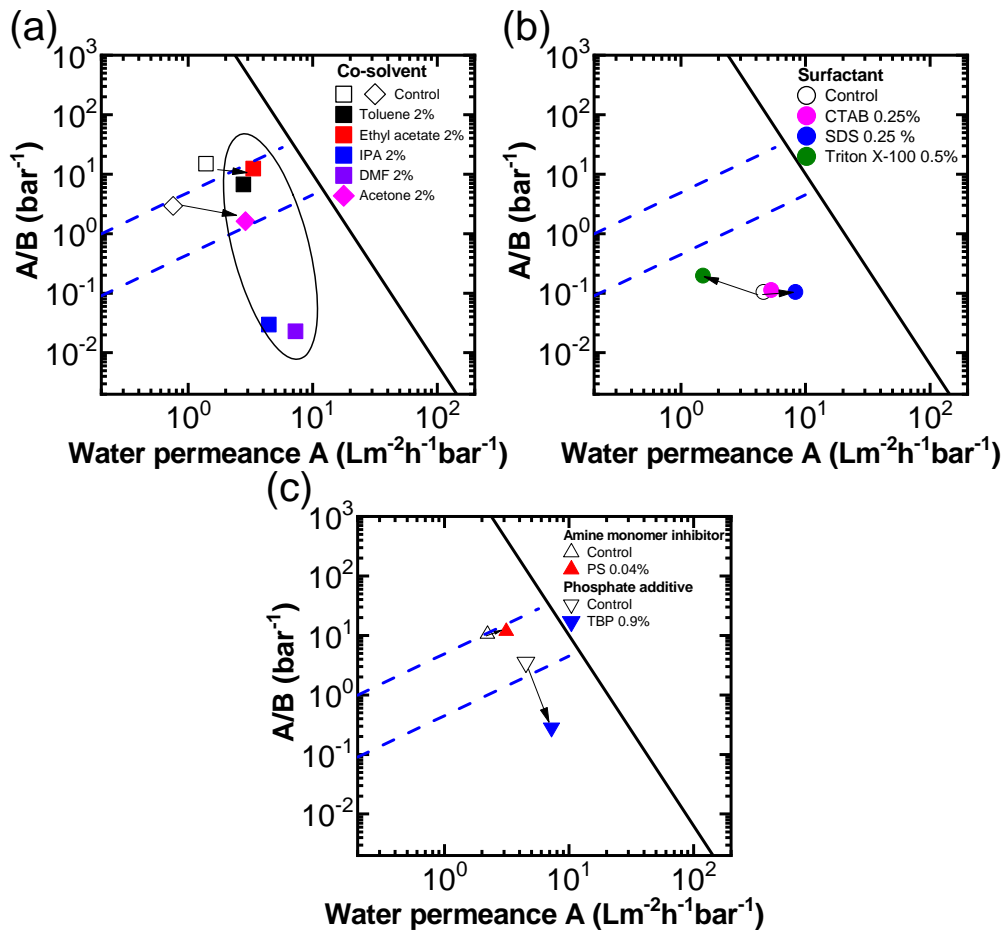 (a)
A/B (bar⁻¹)
10³
10²
10¹
10⁰
10⁻¹
10⁻²
Co-solvent
Control
Toluene 2%
Ethyl acetate 2%
IPA 2%
DMF 2%
Acetone 2%
10⁰ 10¹ 10²
Water permeance A (Lm⁻²h⁻¹bar⁻¹)
(b)
A/B (bar⁻¹)
10³
10²
10¹
10⁰
10⁻¹
10⁻²
Surfactant
Control
CTAB 0.25%
SDS 0.25 %
Triton X-100 0.5%
10⁰ 10¹ 10²
Water permeance A (Lm⁻²h⁻¹bar⁻¹)
(c)
A/B (bar⁻¹)
10³
10²
10¹
10⁰
10⁻¹
10⁻²
Amine monomer inhibitor
Control
PS 0.04%
Phosphate additive
Control
TBP 0.9%
10⁰ 10¹ 10²
Water permeance A (Lm⁻²h⁻¹bar⁻¹)